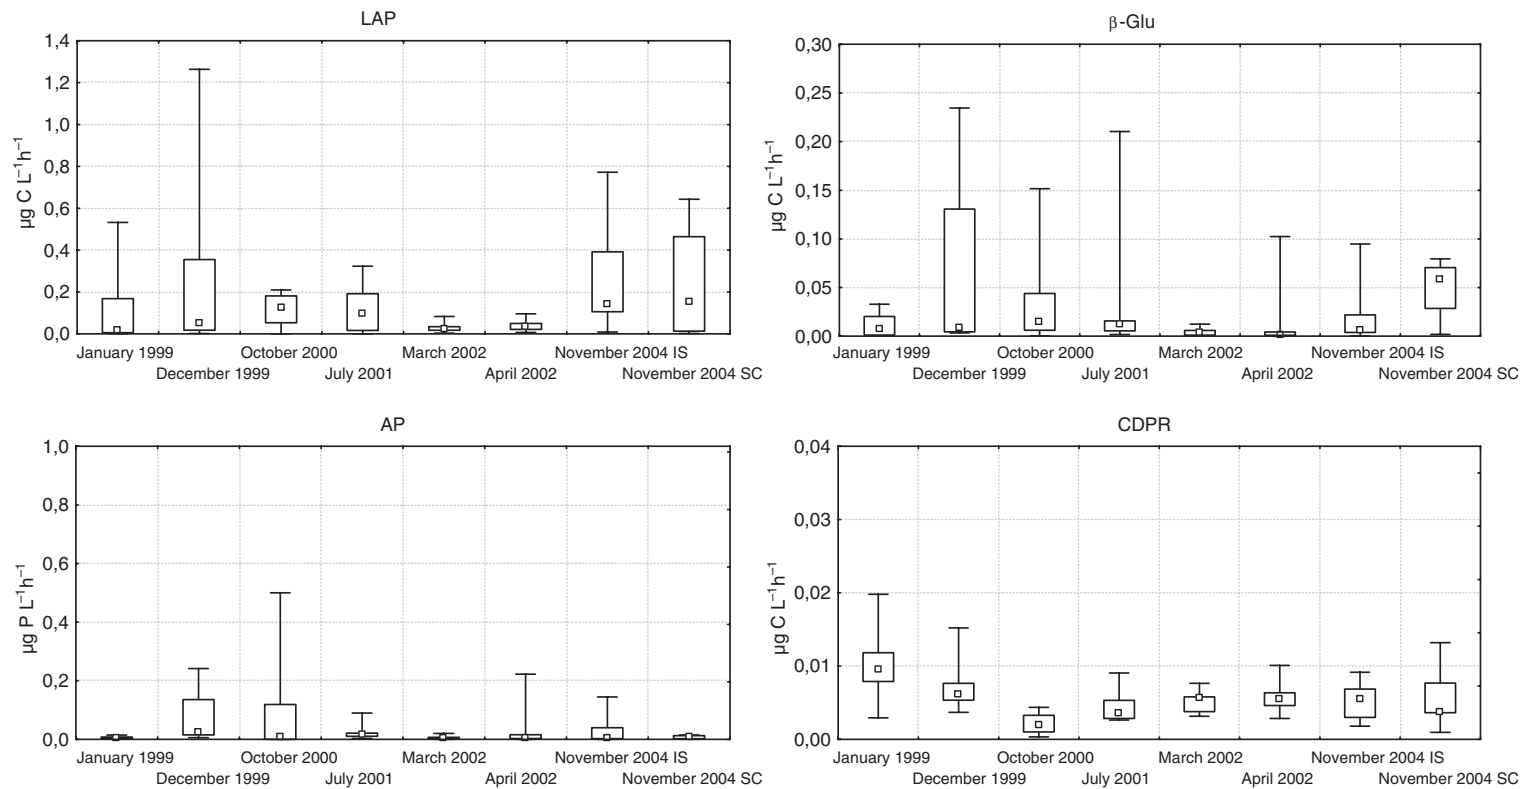 LAP
1,4
1,2
1,0
0,8
0,6
0,4
0,2
0,0
µg C L⁻¹h⁻¹
January 1999 October 2000 March 2002 November 2004 IS
December 1999 July 2001 April 2002 November 2004 SC
β-Glu
0,30
0,25
0,20
0,15
0,10
0,05
0,00
µg C L⁻¹h⁻¹
January 1999 October 2000 March 2002 November 2004 IS
December 1999 July 2001 April 2002 November 2004 SC
AP
1,0
0,8
0,6
0,4
0,2
0,0
µg P L⁻¹h⁻¹
January 1999 October 2000 March 2002 November 2004 IS
December 1999 July 2001 April 2002 November 2004 SC
CDPR
0,04
0,03
0,02
0,01
0,00
µg C L⁻¹h⁻¹
January 1999 October 2000 March 2002 November 2004 IS
December 1999 July 2001 April 2002 November 2004 SC